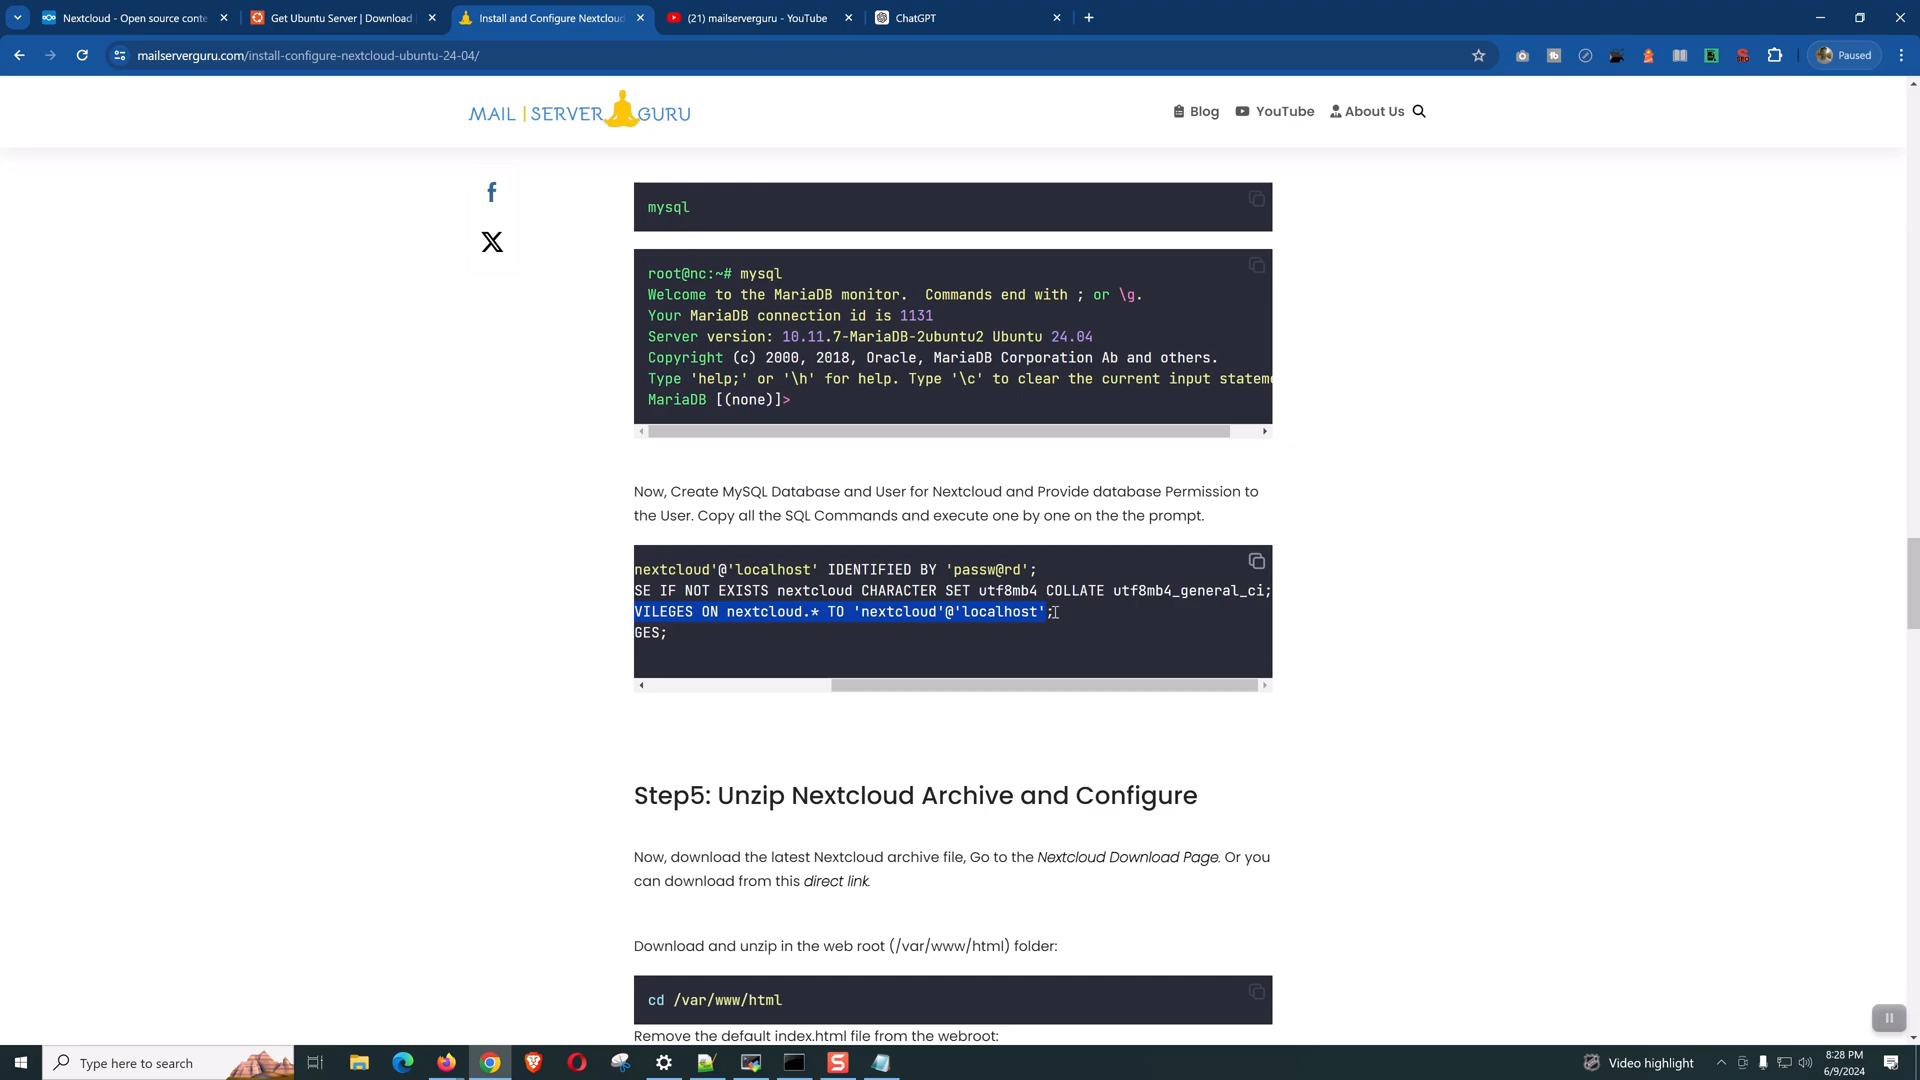 Nextcloud - Open source conte
Get Ubuntu Server | Download
Install and Configure Nextcloud
(21) mailserverguru - YouTube
ChatGPT
mailserverguru.com/install-configure-nextcloud-ubuntu-24-04/
Paused
MAIL | SERVER GURU
Blog
YouTube
About Us
mysql
root@nc:~# mysql
Welcome to the MariaDB monitor.  Commands end with ; or \g.
Your MariaDB connection id is 1131
Server version: 10.11.7-MariaDB-2ubuntu2 Ubuntu 24.04
Copyright (c) 2000, 2018, Oracle, MariaDB Corporation Ab and others.
Type 'help;' or '\h' for help. Type '\c' to clear the current input stateme
MariaDB [(none)]>
Now, Create MySQL Database and User for Nextcloud and Provide database Permission to
the User. Copy all the SQL Commands and execute one by one on the the prompt.
nextcloud'@'localhost' IDENTIFIED BY 'passw@rd';
SE IF NOT EXISTS nextcloud CHARACTER SET utf8mb4 COLLATE utf8mb4_general_ci;
VILEGES ON nextcloud.* TO 'nextcloud'@'localhost';
GES;
Step5: Unzip Nextcloud Archive and Configure
Now, download the latest Nextcloud archive file, Go to the Nextcloud Download Page. Or you
can download from this direct link.
Download and unzip in the web root (/var/www/html) folder:
cd /var/www/html
Remove the default index.html file from the webroot:
Type here to search
Video highlight
8:28 PM
6/9/2024